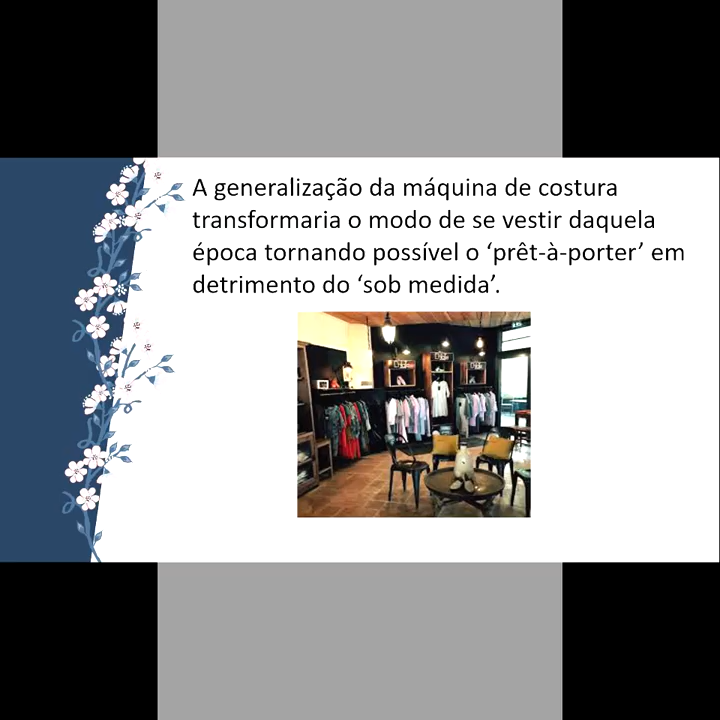 A generalização da máquina de costura
transformaria o modo de se vestir daquela
época tornando possível o ‘prêt-à-porter’ em
detrimento do ‘sob medida’.